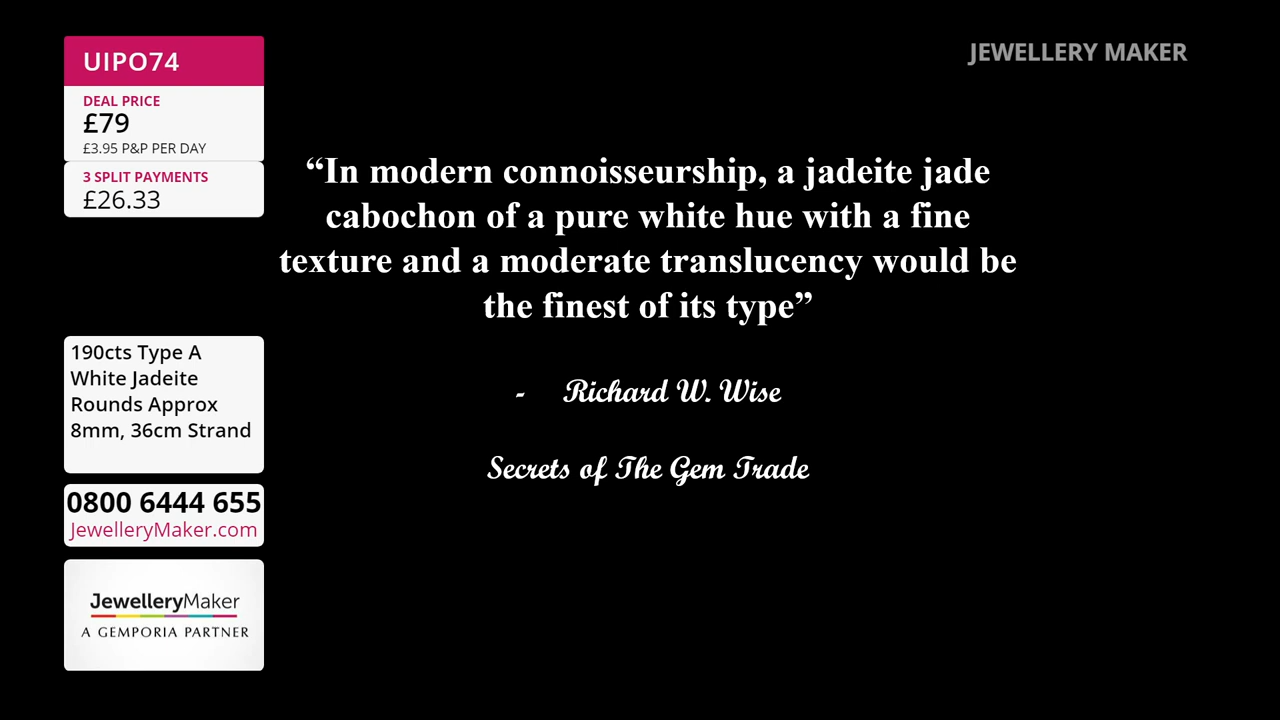 UIPO74
DEAL PRICE
£79
£3.95 P&P PER DAY
3 SPLIT PAYMENTS
£26.33
JEWELLERY MAKER
“In modern connoisseurship, a jadeite jade
cabochon of a pure white hue with a fine
texture and a moderate translucency would be
the finest of its type”
- Richard W. Wise
Secrets of The Gem Trade
190cts Type A
White Jadeite
Rounds Approx
8mm, 36cm Strand
0800 6444 655
JewelleryMaker.com
JewelleryMaker
A GEMPORIA PARTNER